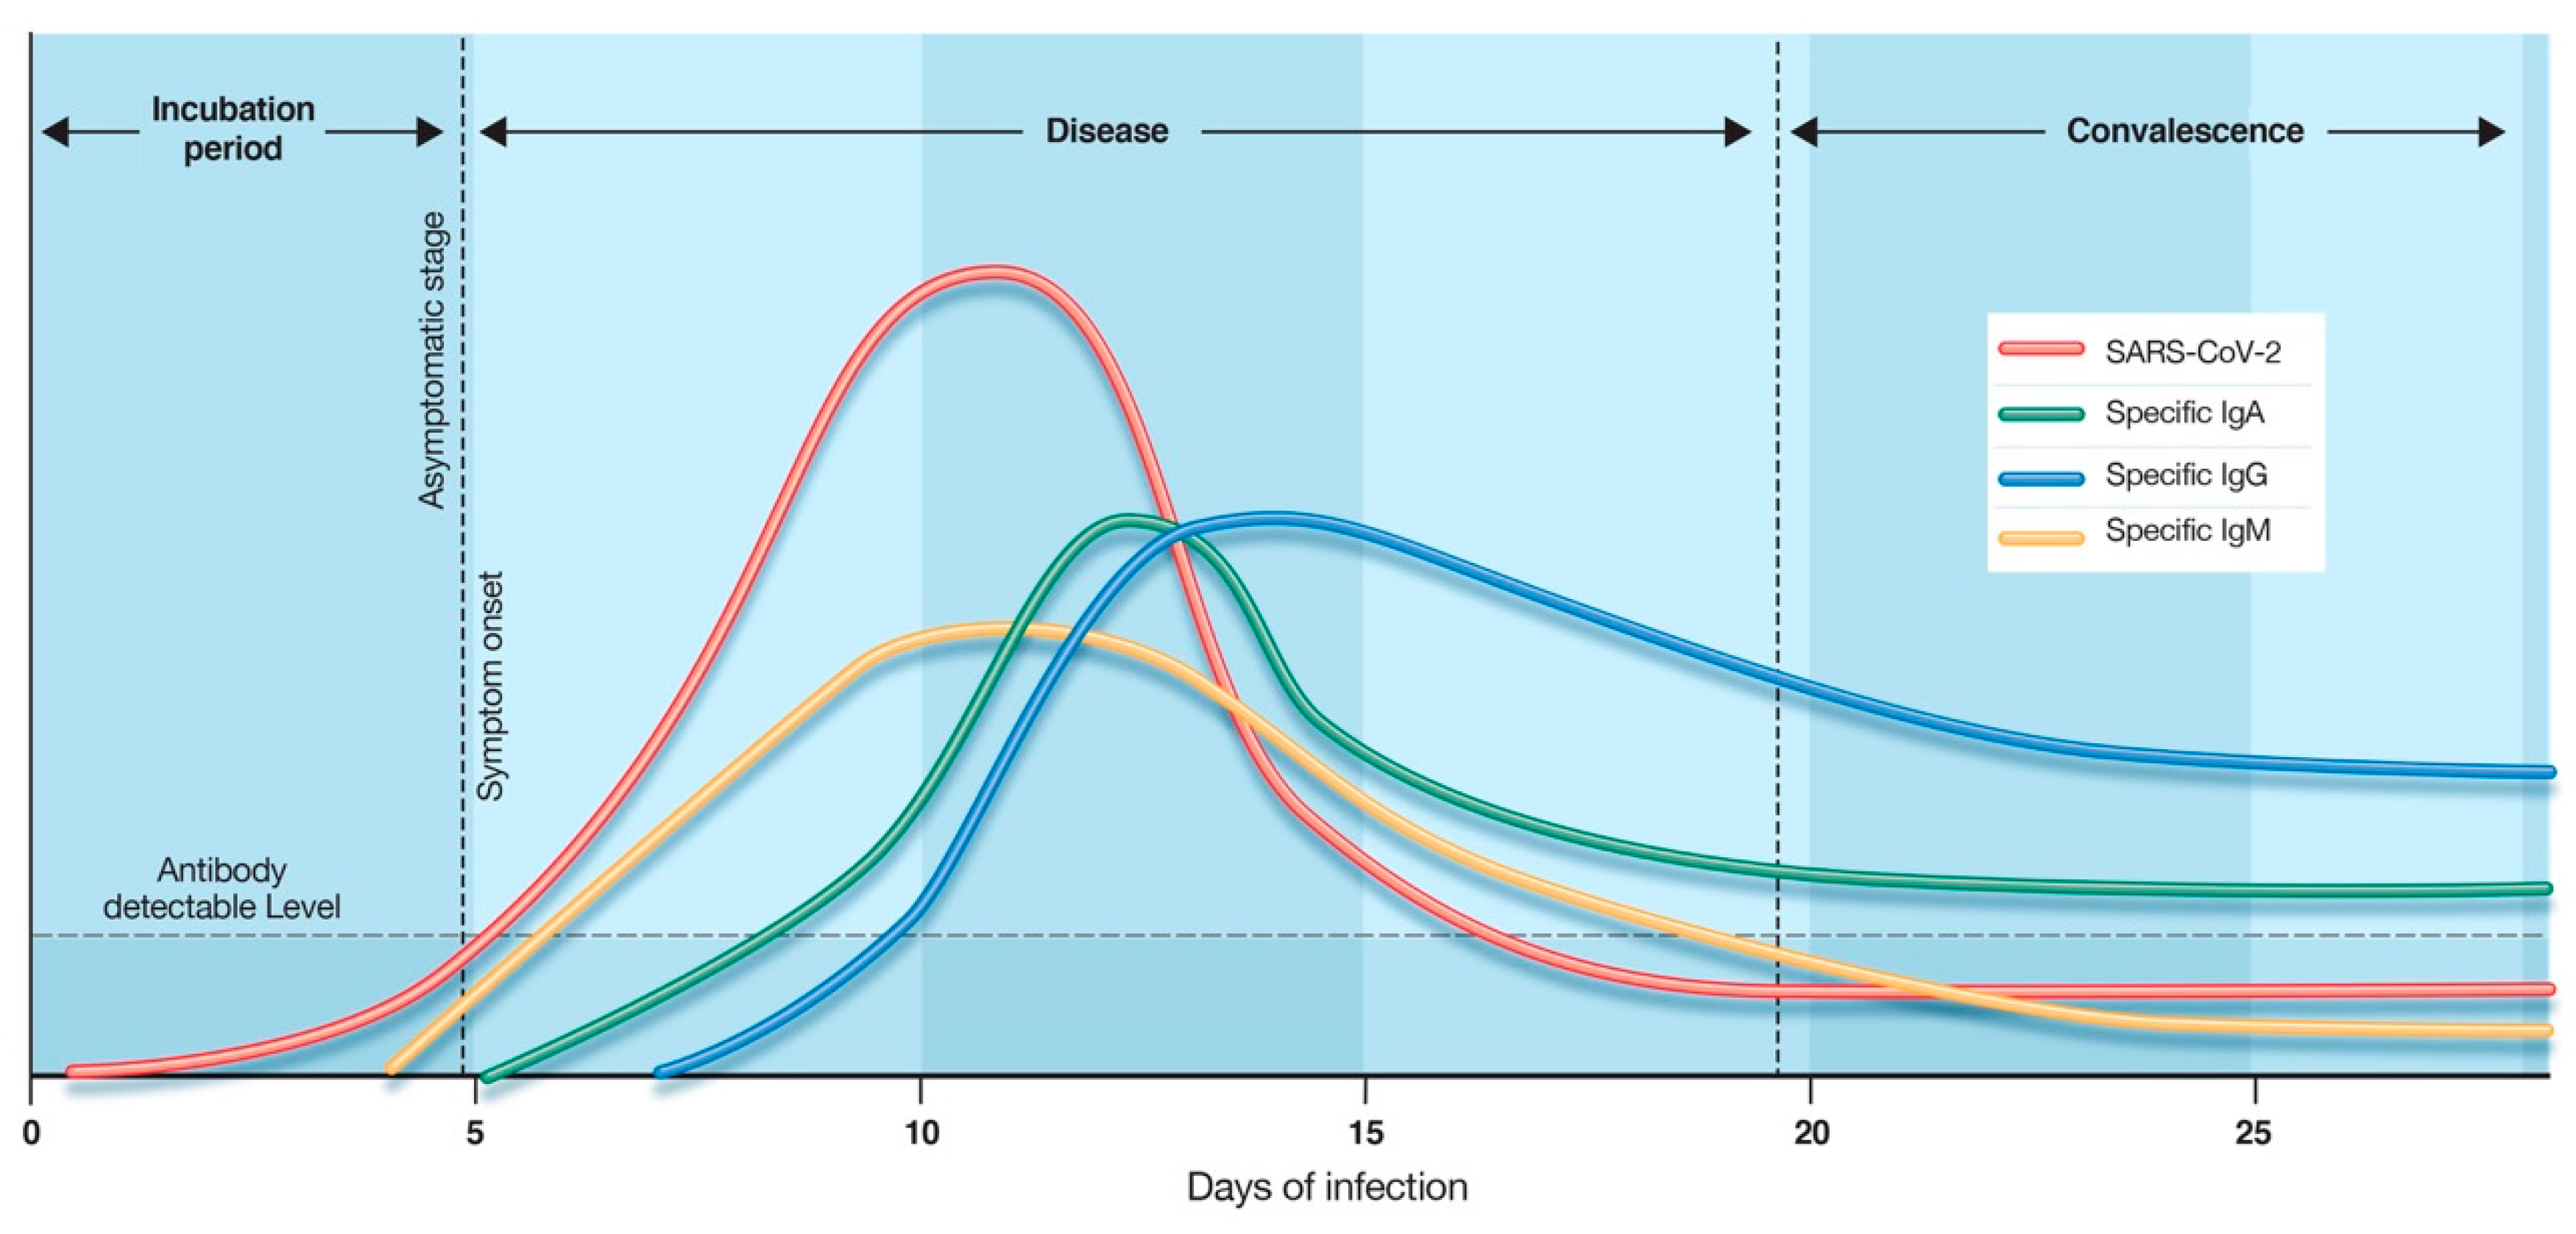 Incubation
period
Disease
Convalescence
Asymptomatic stage
Symptom onset
SARS-CoV-2
Specific IgA
Specific IgG
Specific IgM
Antibody
detectable Level
0
5
10
15
20
25
Days of infection